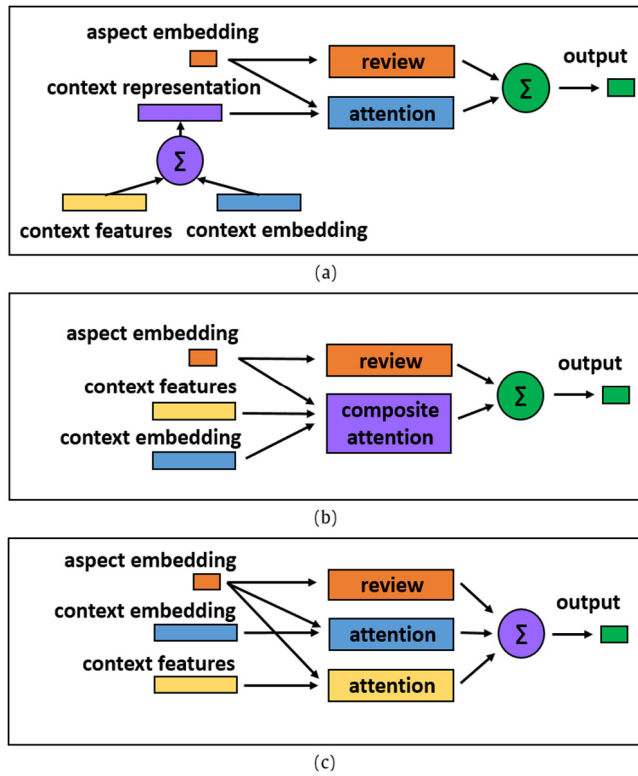 aspect embedding
review
output
context representation
Σ
attention
Σ
context features
context embedding
(a)
aspect embedding
review
output
context features
Σ
composite
attention
context embedding
(b)
aspect embedding
review
output
context embedding
attention
Σ
context features
attention
(c)